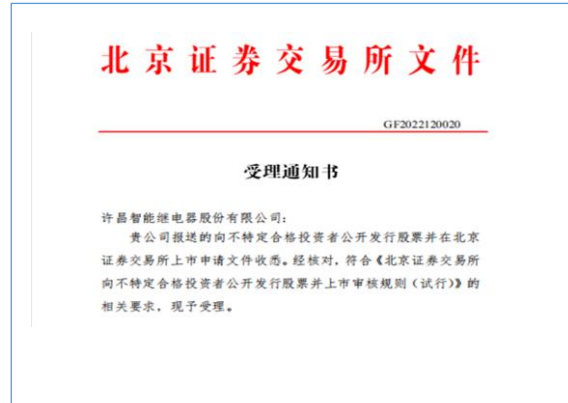 北京证券交易所文件
GF2022120020
受理通知书
许昌智能继电器股份有限公司：
贵公司报送的向不特定合格投资者公开发行股票并在北京
证券交易所上市申请文件收悉。经核对，符合《北京证券交易所
向不特定合格投资者公开发行股票并上市审核规则（试行）》的
相关要求，现予受理。